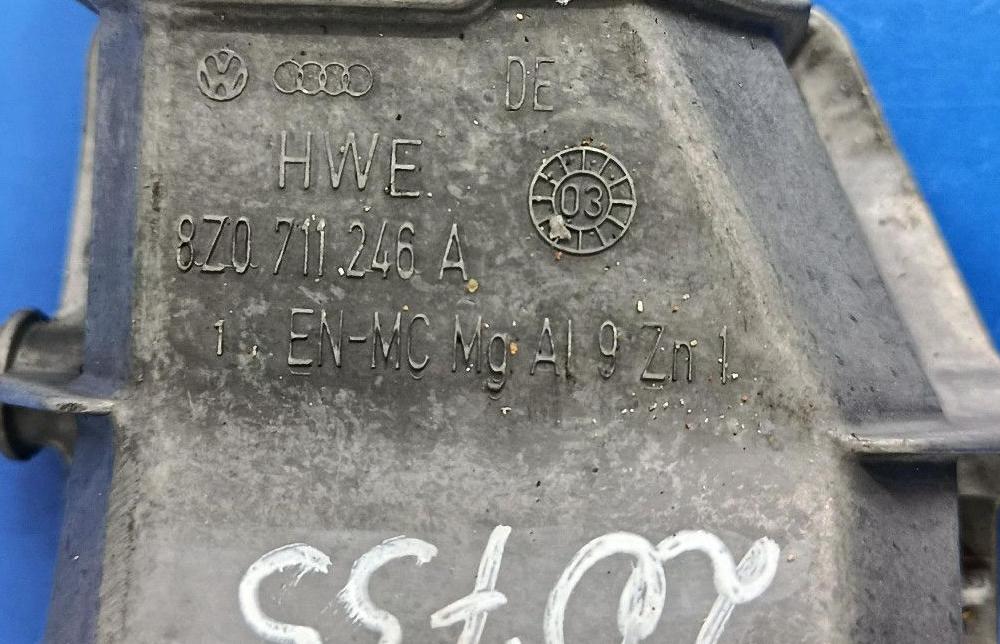 DE
HWE
03
8Z0 711 246 A
1. EN-MC Mg Al 9 Zn 1